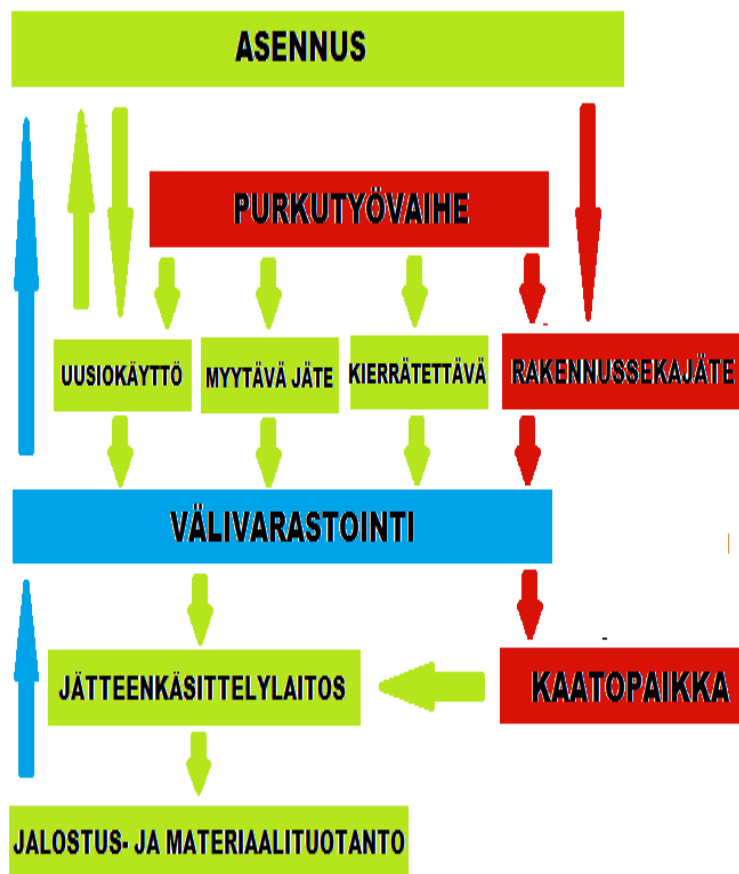 ASENNUS
PURKUTYÖVAIHE
UUSIOKÄYTTÖ
MYYTÄVÄ JÄTE
KIERRÄTETTÄVÄ
RAKENNUSSEKAJÄTE
VÄLIVARASTOINTI
JÄTTEENKÄSITTELYLAITOS
KAATOPAIKKA
JALOSTUS- JA MATERIAALITUOTANTO